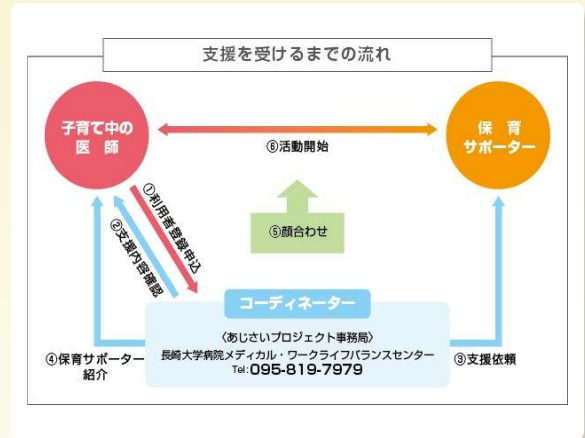 支援を受けるまでの流れ
子育て中の
医 師
保 育
サポーター
⑥活動開始
①利用者登録申込
②支援内容確認
⑤顔合わせ
コーディネーター
〈あじさいプロジェクト事務局〉
長崎大学病院メディカル・ワークライフバランスセンター
Tel:095-819-7979
④保育サポーター
紹介
③支援依頼